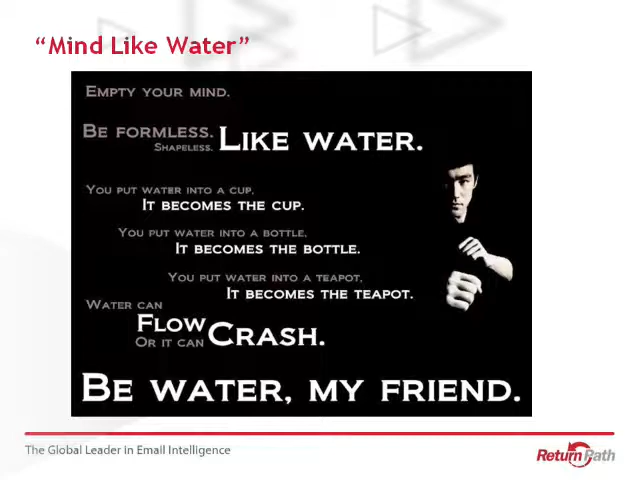 “Mind Like Water”
EMPTY YOUR MIND.
BE FORMLESS.
SHAPELESS.
LIKE WATER.
YOU PUT WATER INTO A CUP,
IT BECOMES THE CUP.
YOU PUT WATER INTO A BOTTLE,
IT BECOMES THE BOTTLE.
YOU PUT WATER INTO A TEAPOT,
IT BECOMES THE TEAPOT.
WATER CAN
FLOW
OR IT CAN
CRASH.
BE WATER, MY FRIEND.
The Global Leader in Email Intelligence
Return Path